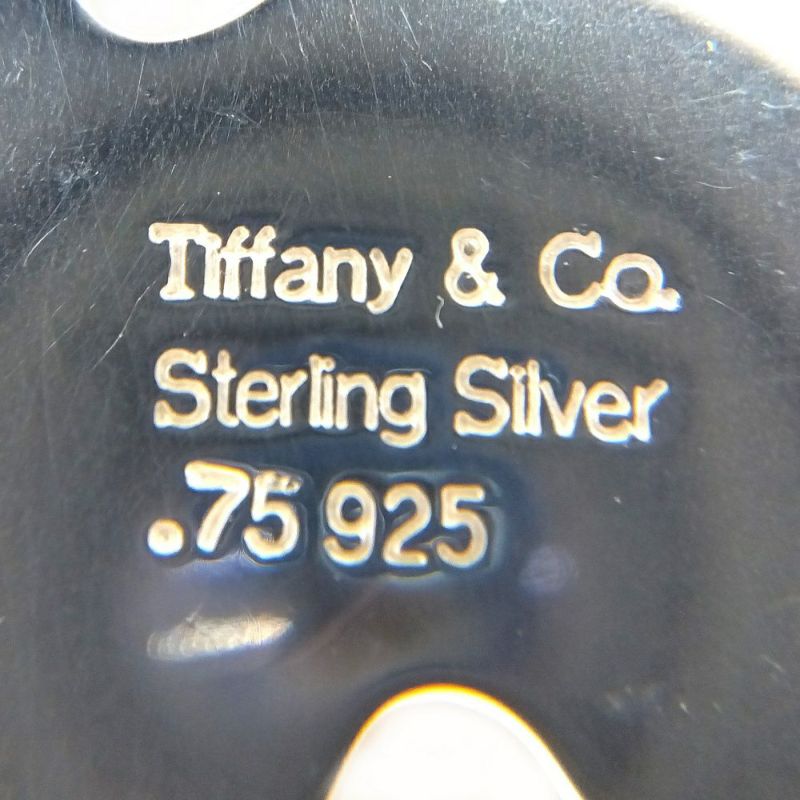 Tiffany & Co.
Sterling Silver
.75 925